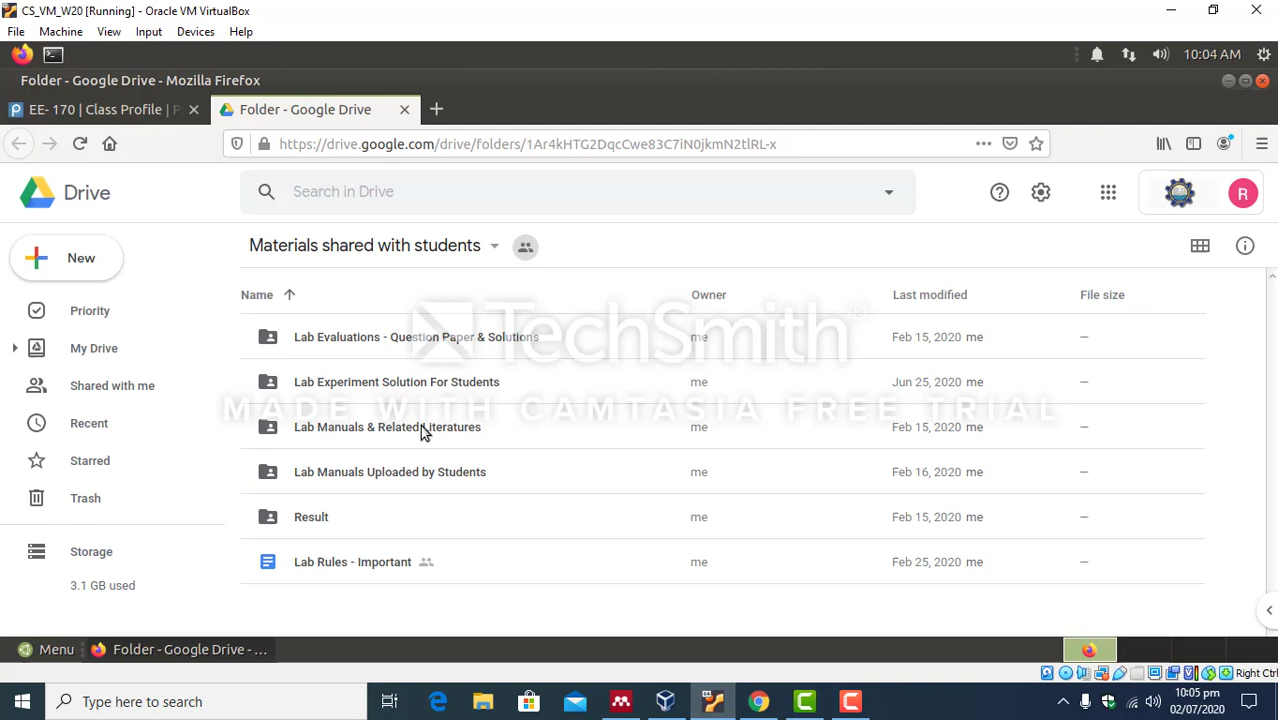 CS_VM_W20 [Running] - Oracle VM VirtualBox
File Machine View Input Devices Help
10:04 AM
Folder - Google Drive - Mozilla Firefox
EE- 170 | Class Profile | P
Folder - Google Drive
https://drive.google.com/drive/folders/1Ar4kHTG2DqcCwe83C7iN0jkmN2tlRL-x
Drive
Search in Drive
R
New
Materials shared with students
Name Owner Last modified File size
Priority
My Drive
Shared with me
Recent
Starred
Trash
Storage
3.1 GB used
Lab Evaluations - Question Paper & Solutions me Feb 15, 2020 me –
Lab Experiment Solution For Students me Jun 25, 2020 me –
Lab Manuals & Related Literatures me Feb 15, 2020 me –
Lab Manuals Uploaded by Students me Feb 16, 2020 me –
Result me Feb 15, 2020 me –
Lab Rules - Important me Feb 25, 2020 me –
TechSmith®
MADE WITH CAMTASIA FREE TRIAL
Menu Folder - Google Drive - ...
Right Ctrl
Type here to search
10:05 pm
02/07/2020